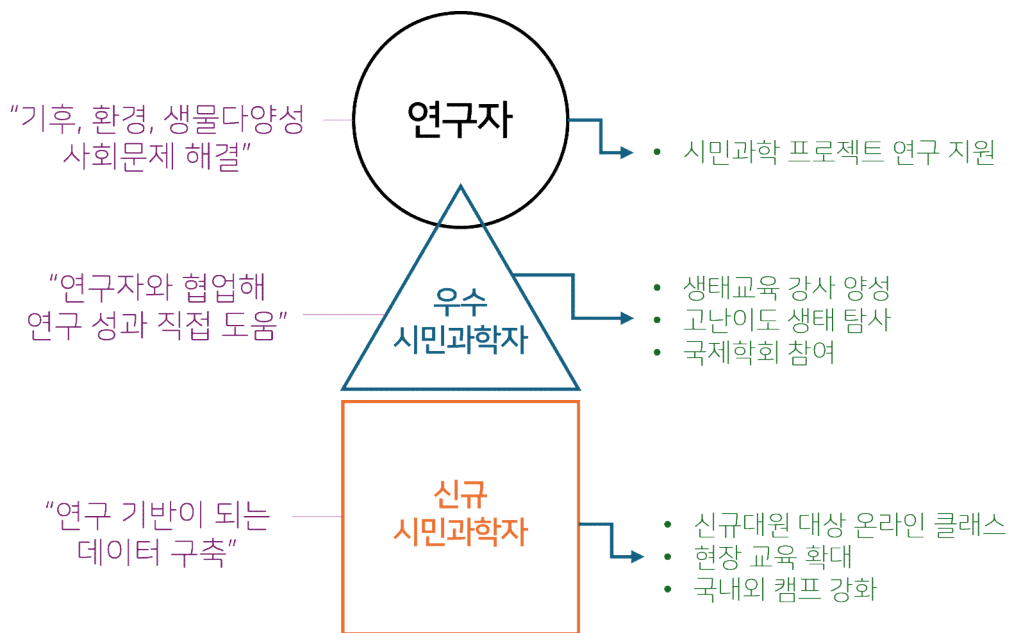 연구자
“기후, 환경, 생물다양성
사회문제 해결”
• 시민과학 프로젝트 연구 지원
“연구자와 협업해
연구 성과 직접 도움”
우수
시민과학자
• 생태교육 강사 양성
• 고난이도 생태 탐사
• 국제학회 참여
“연구 기반이 되는
데이터 구축”
신규
시민과학자
• 신규대원 대상 온라인 클래스
• 현장 교육 확대
• 국내외 캠프 강화